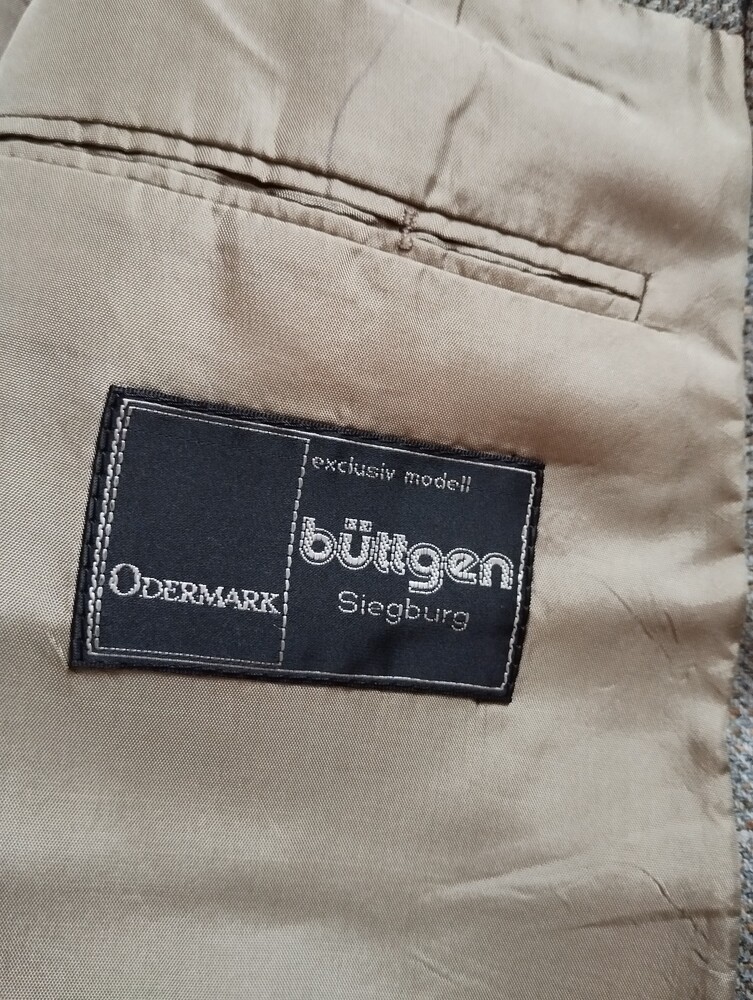 ODERMARK
exclusiv modell
büttgen
Siegburg